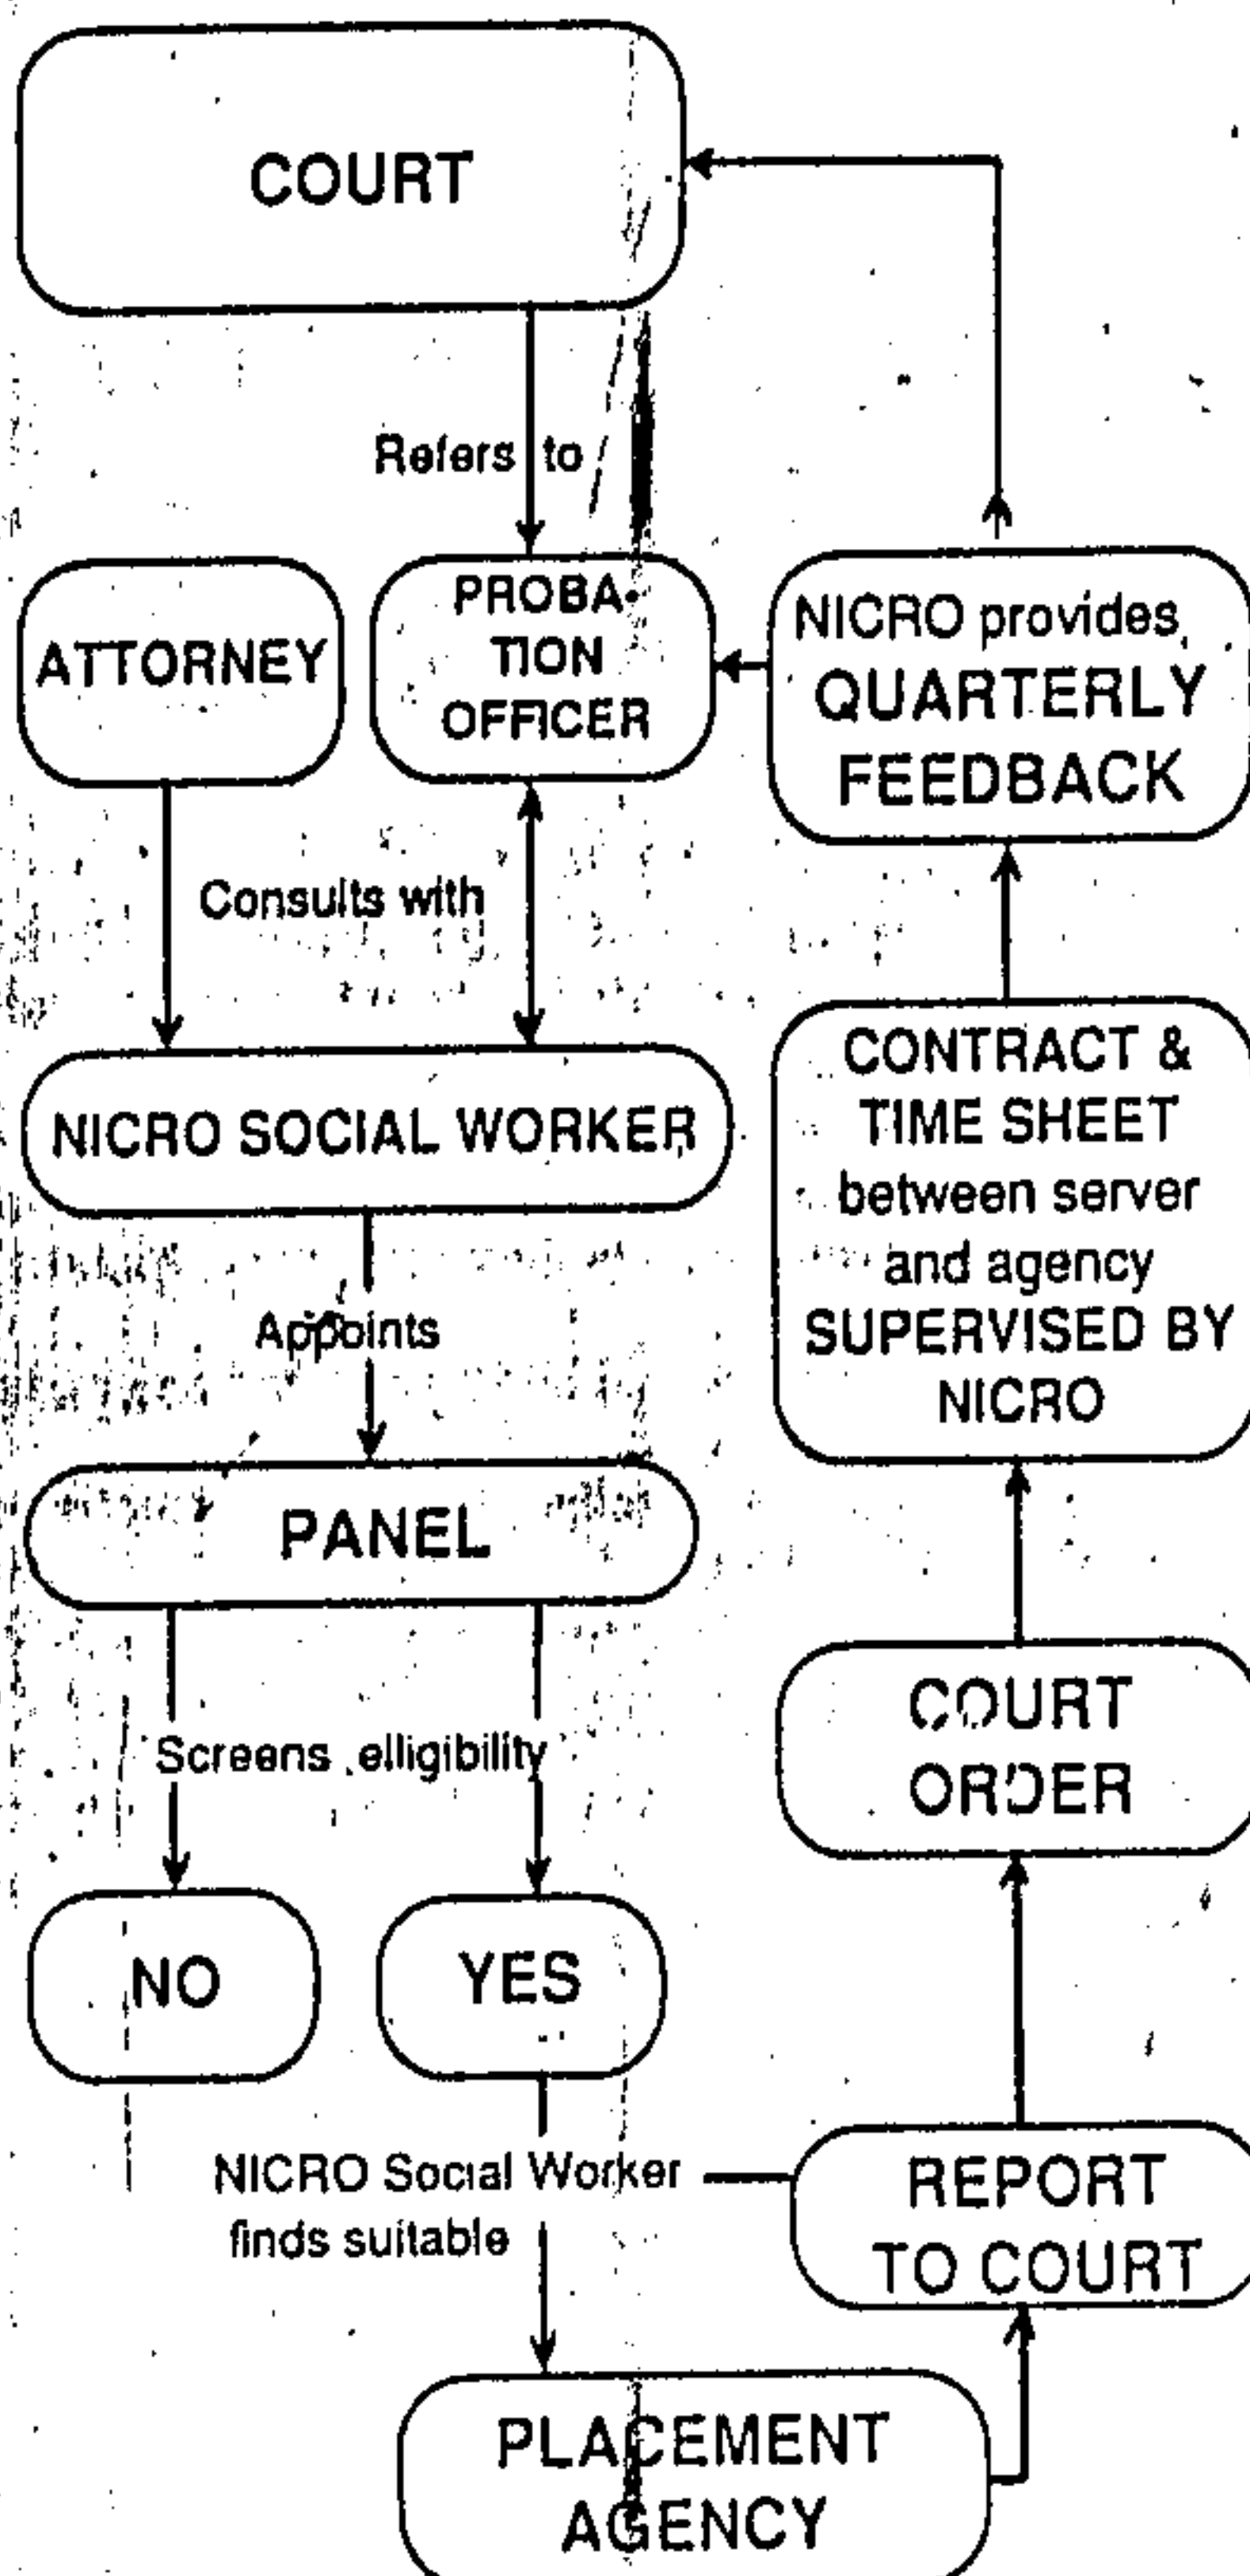 COURT
Refers to
ATTORNEY
PROBA-
TION
OFFICER
NICRO provides
QUARTERLY
FEEDBACK
Consults with
NICRO SOCIAL WORKER
CONTRACT &
TIME SHEET
between server
and agency
SUPERVISED BY
NICRO
Appoints
PANEL
Screens elligibility
COURT
ORDER
NO
YES
NICRO Social Worker
finds suitable
REPORT
TO COURT
PLACEMENT
AGENCY